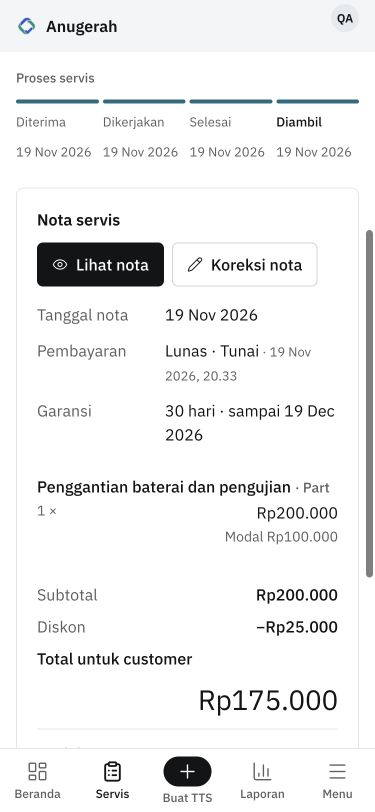 Anugerah
QA
Proses servis
Diterima
Dikerjakan
Selesai
Diambil
19 Nov 2026
19 Nov 2026
19 Nov 2026
19 Nov 2026
Nota servis
Lihat nota
Koreksi nota
Tanggal nota
19 Nov 2026
Pembayaran
Lunas · Tunai · 19 Nov
2026, 20.33
Garansi
30 hari · sampai 19 Dec
2026
Penggantian baterai dan pengujian · Part
1 ×
Rp200.000
Modal Rp100.000
Subtotal
Rp200.000
Diskon
−Rp25.000
Total untuk customer
Rp175.000
Beranda
Servis
Buat TTS
Laporan
Menu